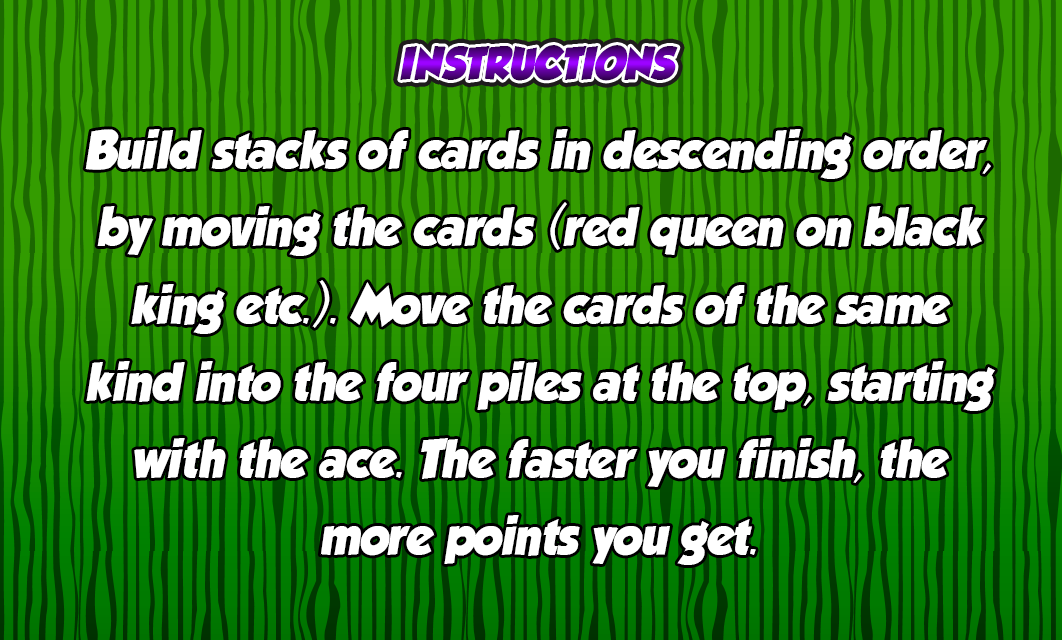 INSTRUCTIONS
Build stacks of cards in descending order,
by moving the cards (red queen on black
king etc.). Move the cards of the same
kind into the four piles at the top, starting
with the ace. The faster you finish, the
more points you get.